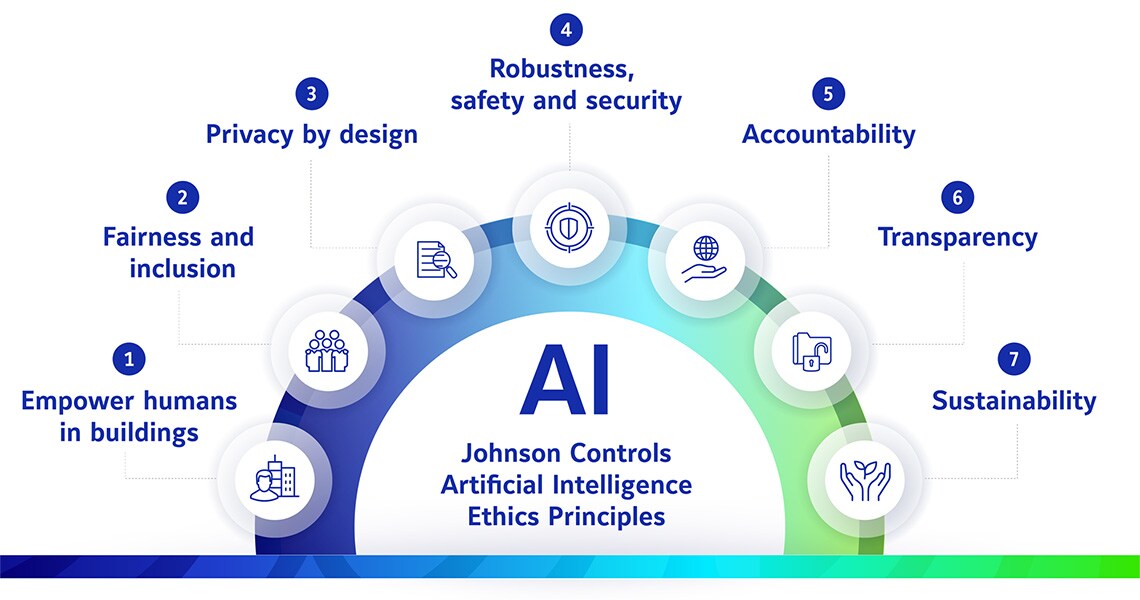 1
Empower humans
in buildings
2
Fairness and
inclusion
3
Privacy by design
4
Robustness,
safety and security
5
Accountability
6
Transparency
7
Sustainability
AI
Johnson Controls
Artificial Intelligence
Ethics Principles